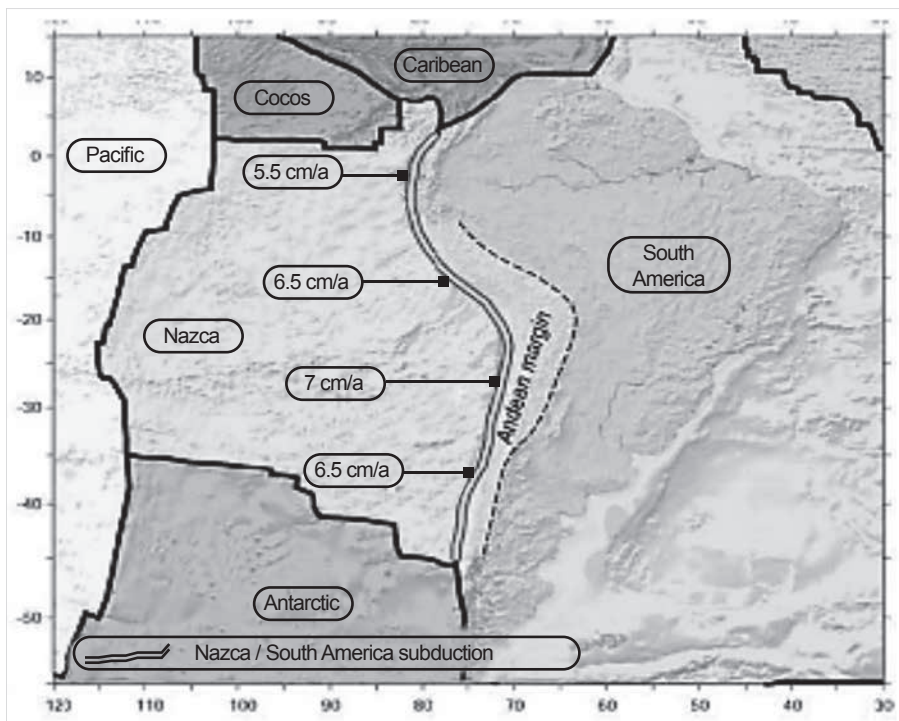 Caribean
Cocos
Pacific
10
0
5.5 cm/a
-10
South
America
6.5 cm/a
-20
Nazca
Andean margin
7 cm/a
-30
6.5 cm/a
-40
Antarctic
-50
Nazca / South America subduction
110 100 90 80 70 60 50 40 30